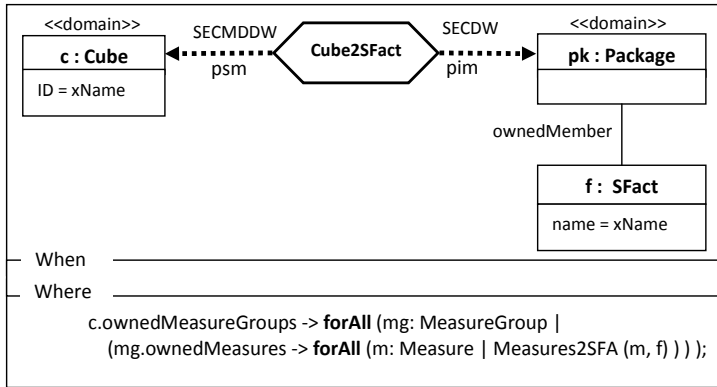 <<domain>>
c : Cube
ID = xName
SECMDDW
psm
Cube2SFact
SECDW
pim
<<domain>>
pk : Package
ownedMember
f : SFact
name = xName
When
Where
c.ownedMeasureGroups -> forAll (mg: MeasureGroup |
(mg.ownedMeasures -> forAll (m: Measure | Measures2SFA (m, f) ) ) );